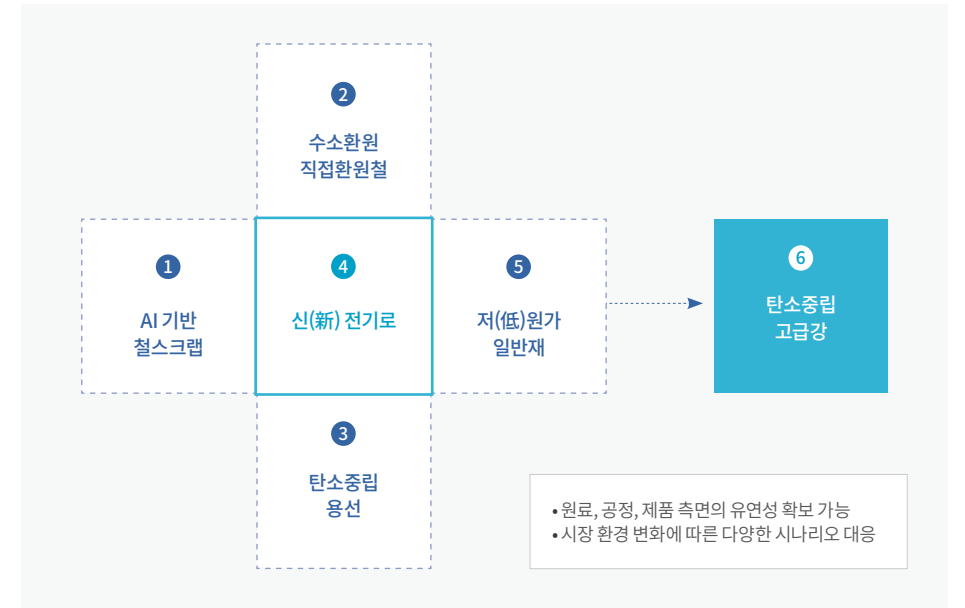 2
수소환원
직접환원철
1
AI 기반
철스크랩
4
신(新) 전기로
5
저(低)원가
일반재
6
탄소중립
고급강
3
탄소중립
용선
• 원료, 공정, 제품 측면의 유연성 확보 가능
• 시장 환경 변화에 따른 다양한 시나리오 대응